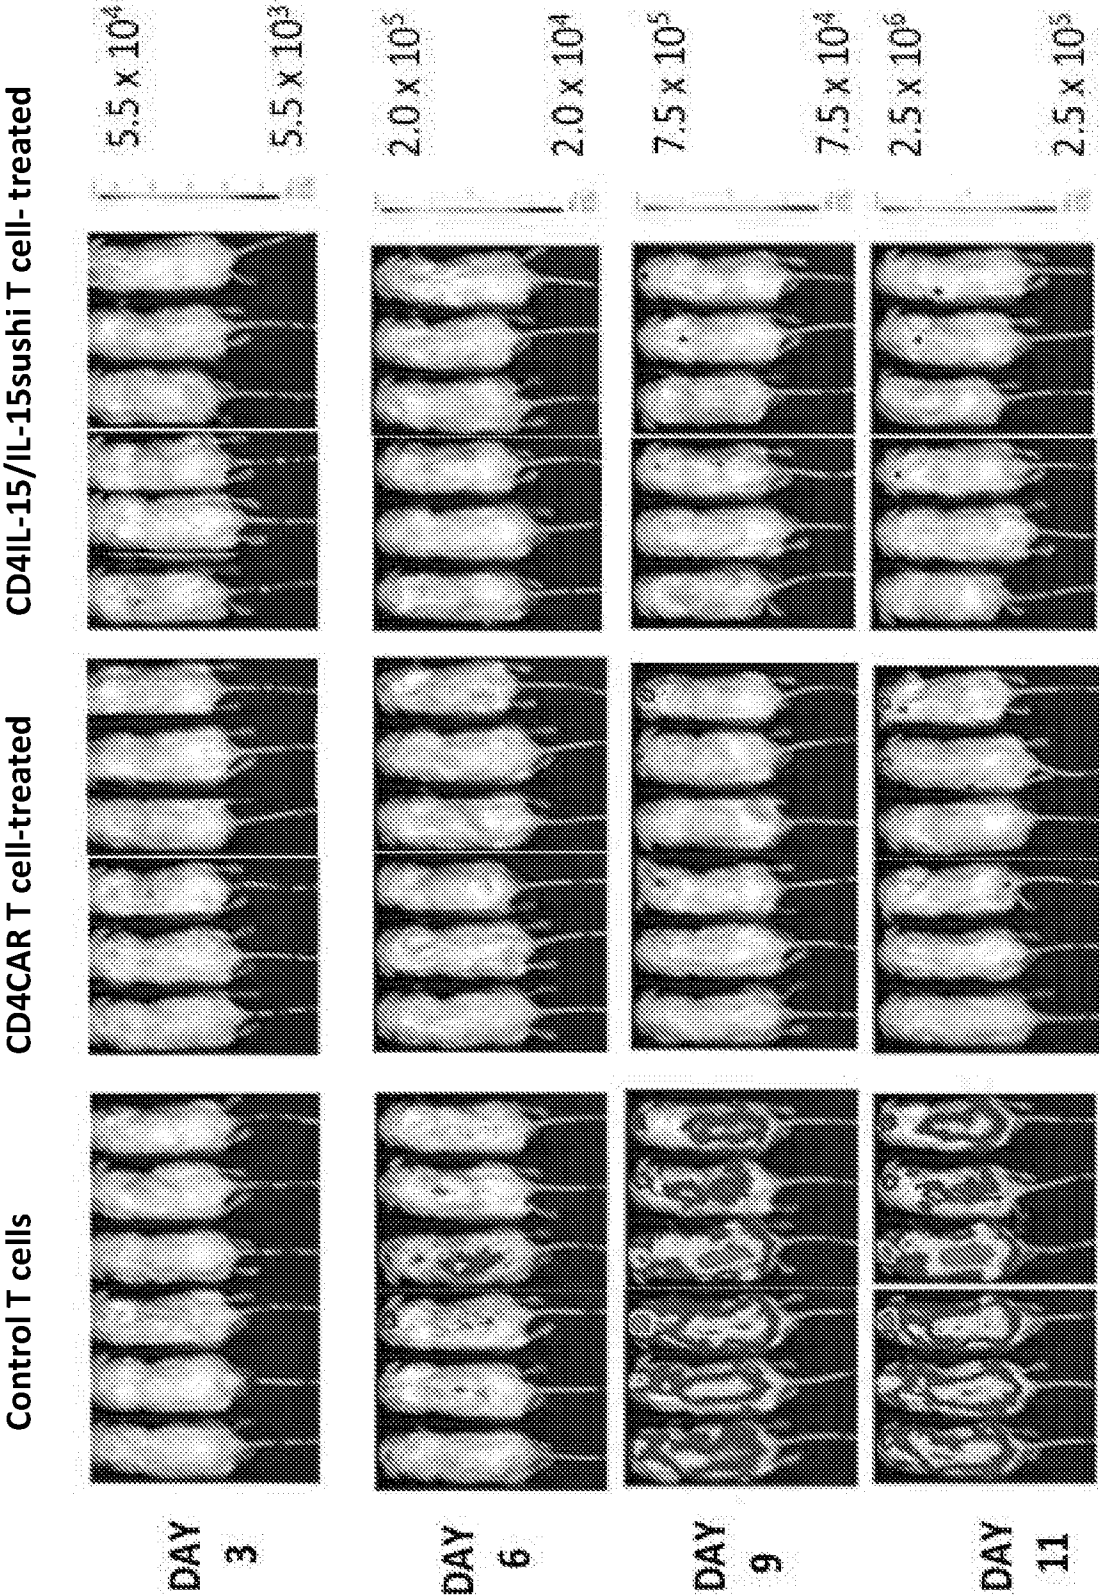 Control T cells
CD4CAR T cell-treated
CD4IL-15/IL-15sushi T cell- treated
DAY
3
5.5 x 10⁴
5.5 x 10³
DAY
6
2.0 x 10⁵
2.0 x 10⁴
DAY
9
7.5 x 10⁵
7.5 x 10⁴
DAY
11
2.5 x 10⁶
2.5 x 10⁵